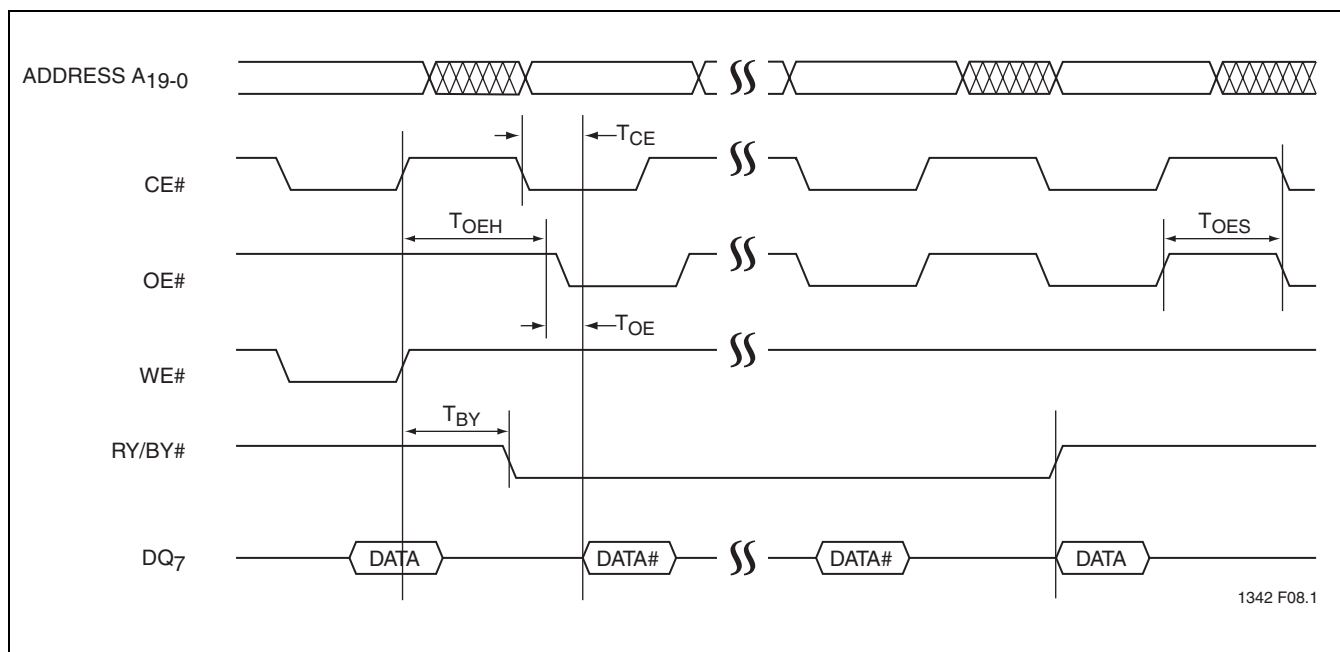 ADDRESS A19-0
TCE
CE#
TOEH
TOES
OE#
TOE
WE#
TBY
RY/BY#
DQ7
DATA
DATA#
DATA#
DATA
1342 F08.1